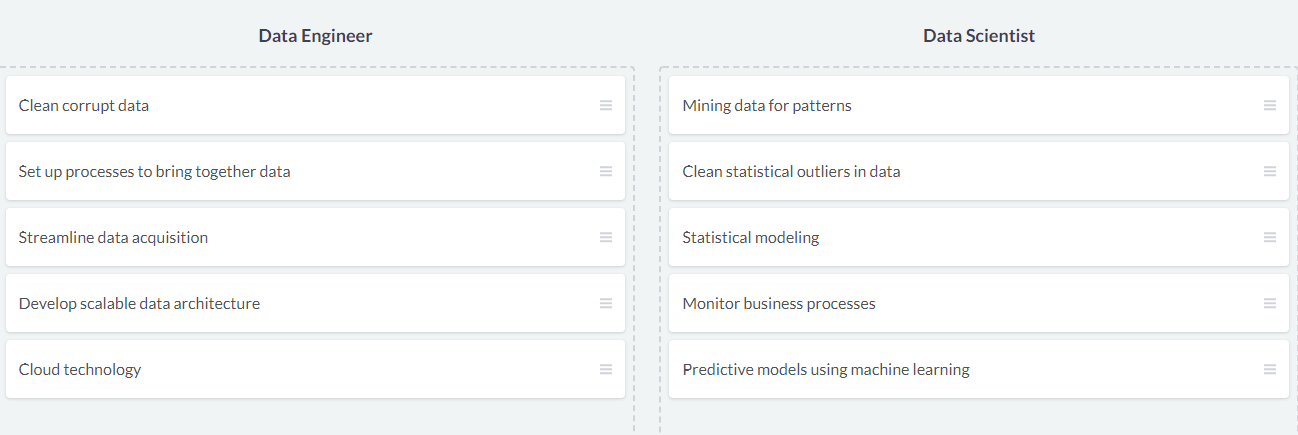 Data Engineer
Data Scientist
Clean corrupt data
Set up processes to bring together data
Streamline data acquisition
Develop scalable data architecture
Cloud technology
Mining data for patterns
Clean statistical outliers in data
Statistical modeling
Monitor business processes
Predictive models using machine learning